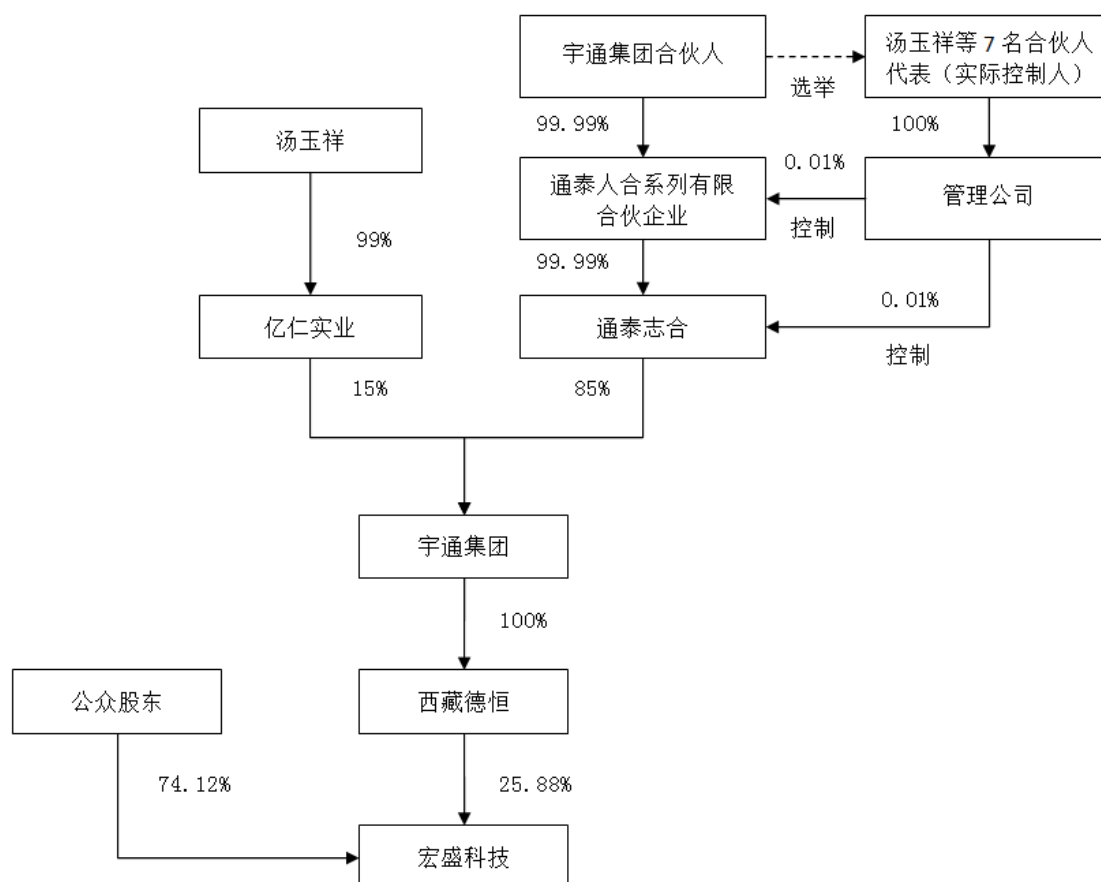 宇通集团合伙人
选举
汤玉祥等 7 名合伙人
代表（实际控制人）
99.99%
100%
汤玉祥
0.01%
通泰人合系列有限
合伙企业
控制
管理公司
99%
99.99%
0.01%
亿仁实业
通泰志合
控制
15%
85%
宇通集团
100%
公众股东
西藏德恒
74.12%
25.88%
宏盛科技